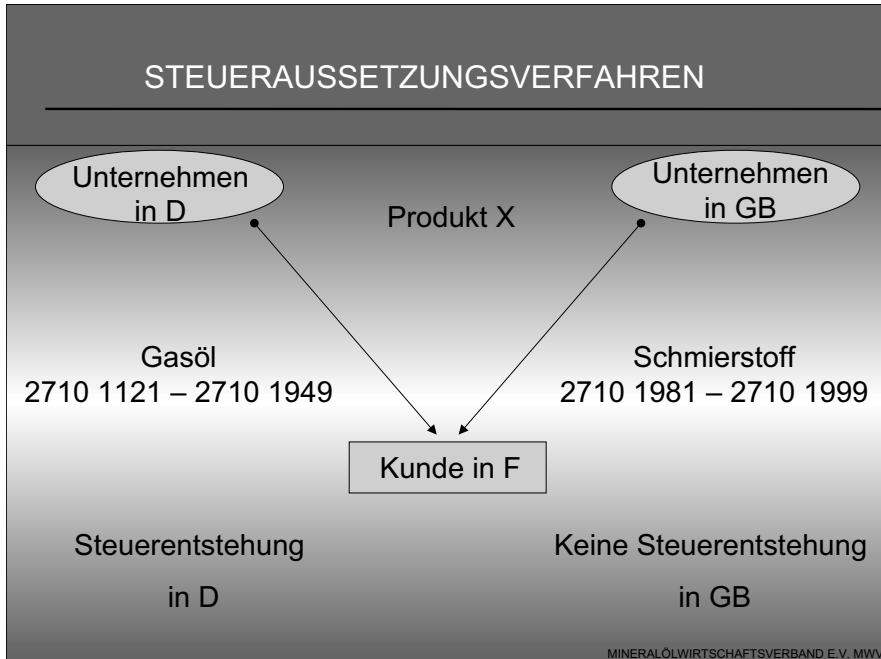 STEUERAUSSETZUNGSVERFAHREN
Unternehmen
in D
Unternehmen
in GB
Produkt X
Gasöl
2710 1121 – 2710 1949
Schmierstoff
2710 1981 – 2710 1999
Kunde in F
Steuerentstehung
in D
Keine Steuerentstehung
in GB
MINERALÖLWIRTSCHAFTSVERBAND E.V. MWV